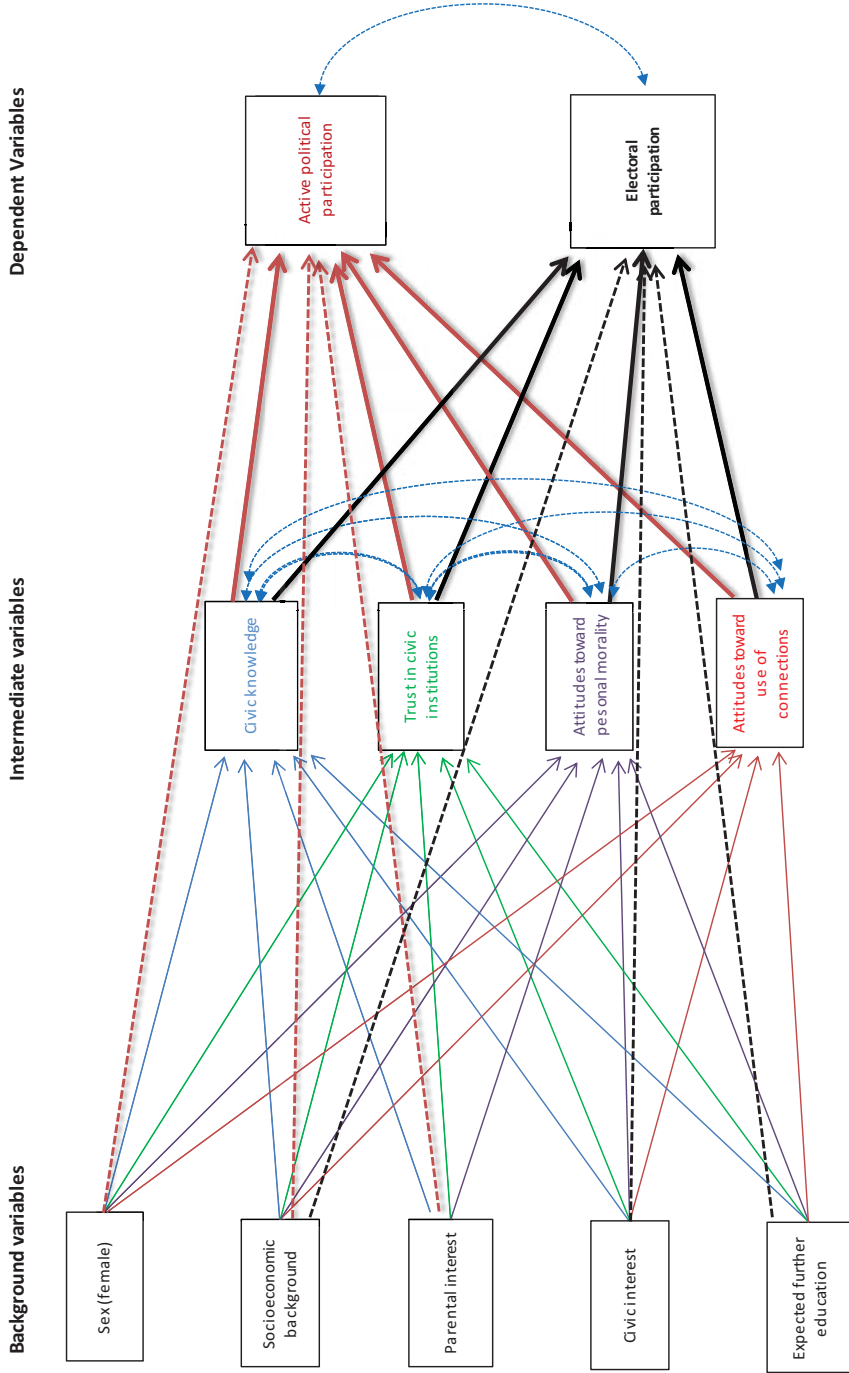 Background variables
Intermediate variables
Dependent Variables
Sex (female)
Socioeconomic
background
Parental interest
Civic interest
Expected further
education
Civic knowledge
Trust in civic
institutions
Attitudes toward
pesonal morality
Attitudes toward
use of
connections
Active political
participation
Electoral
participation